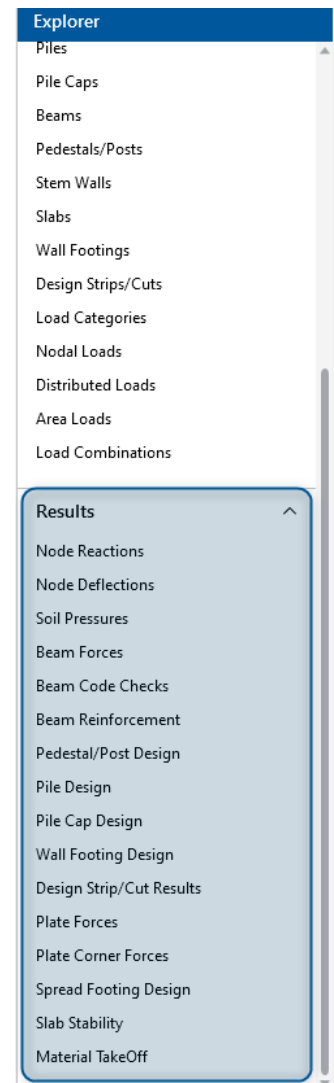 Explorer
Piles
Pile Caps
Beams
Pedestals/Posts
Stem Walls
Slabs
Wall Footings
Design Strips/Cuts
Load Categories
Nodal Loads
Distributed Loads
Area Loads
Load Combinations
Results
Node Reactions
Node Deflections
Soil Pressures
Beam Forces
Beam Code Checks
Beam Reinforcement
Pedestal/Post Design
Pile Design
Pile Cap Design
Wall Footing Design
Design Strip/Cut Results
Plate Forces
Plate Corner Forces
Spread Footing Design
Slab Stability
Material TakeOff